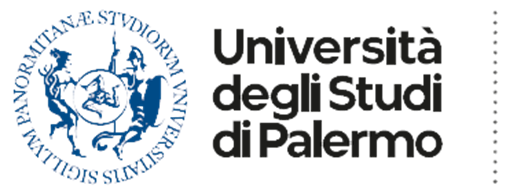 SIGILLVM PANORMITANÆ STVDIORVM VNIVERSITATIS
Università
degli Studi
di Palermo